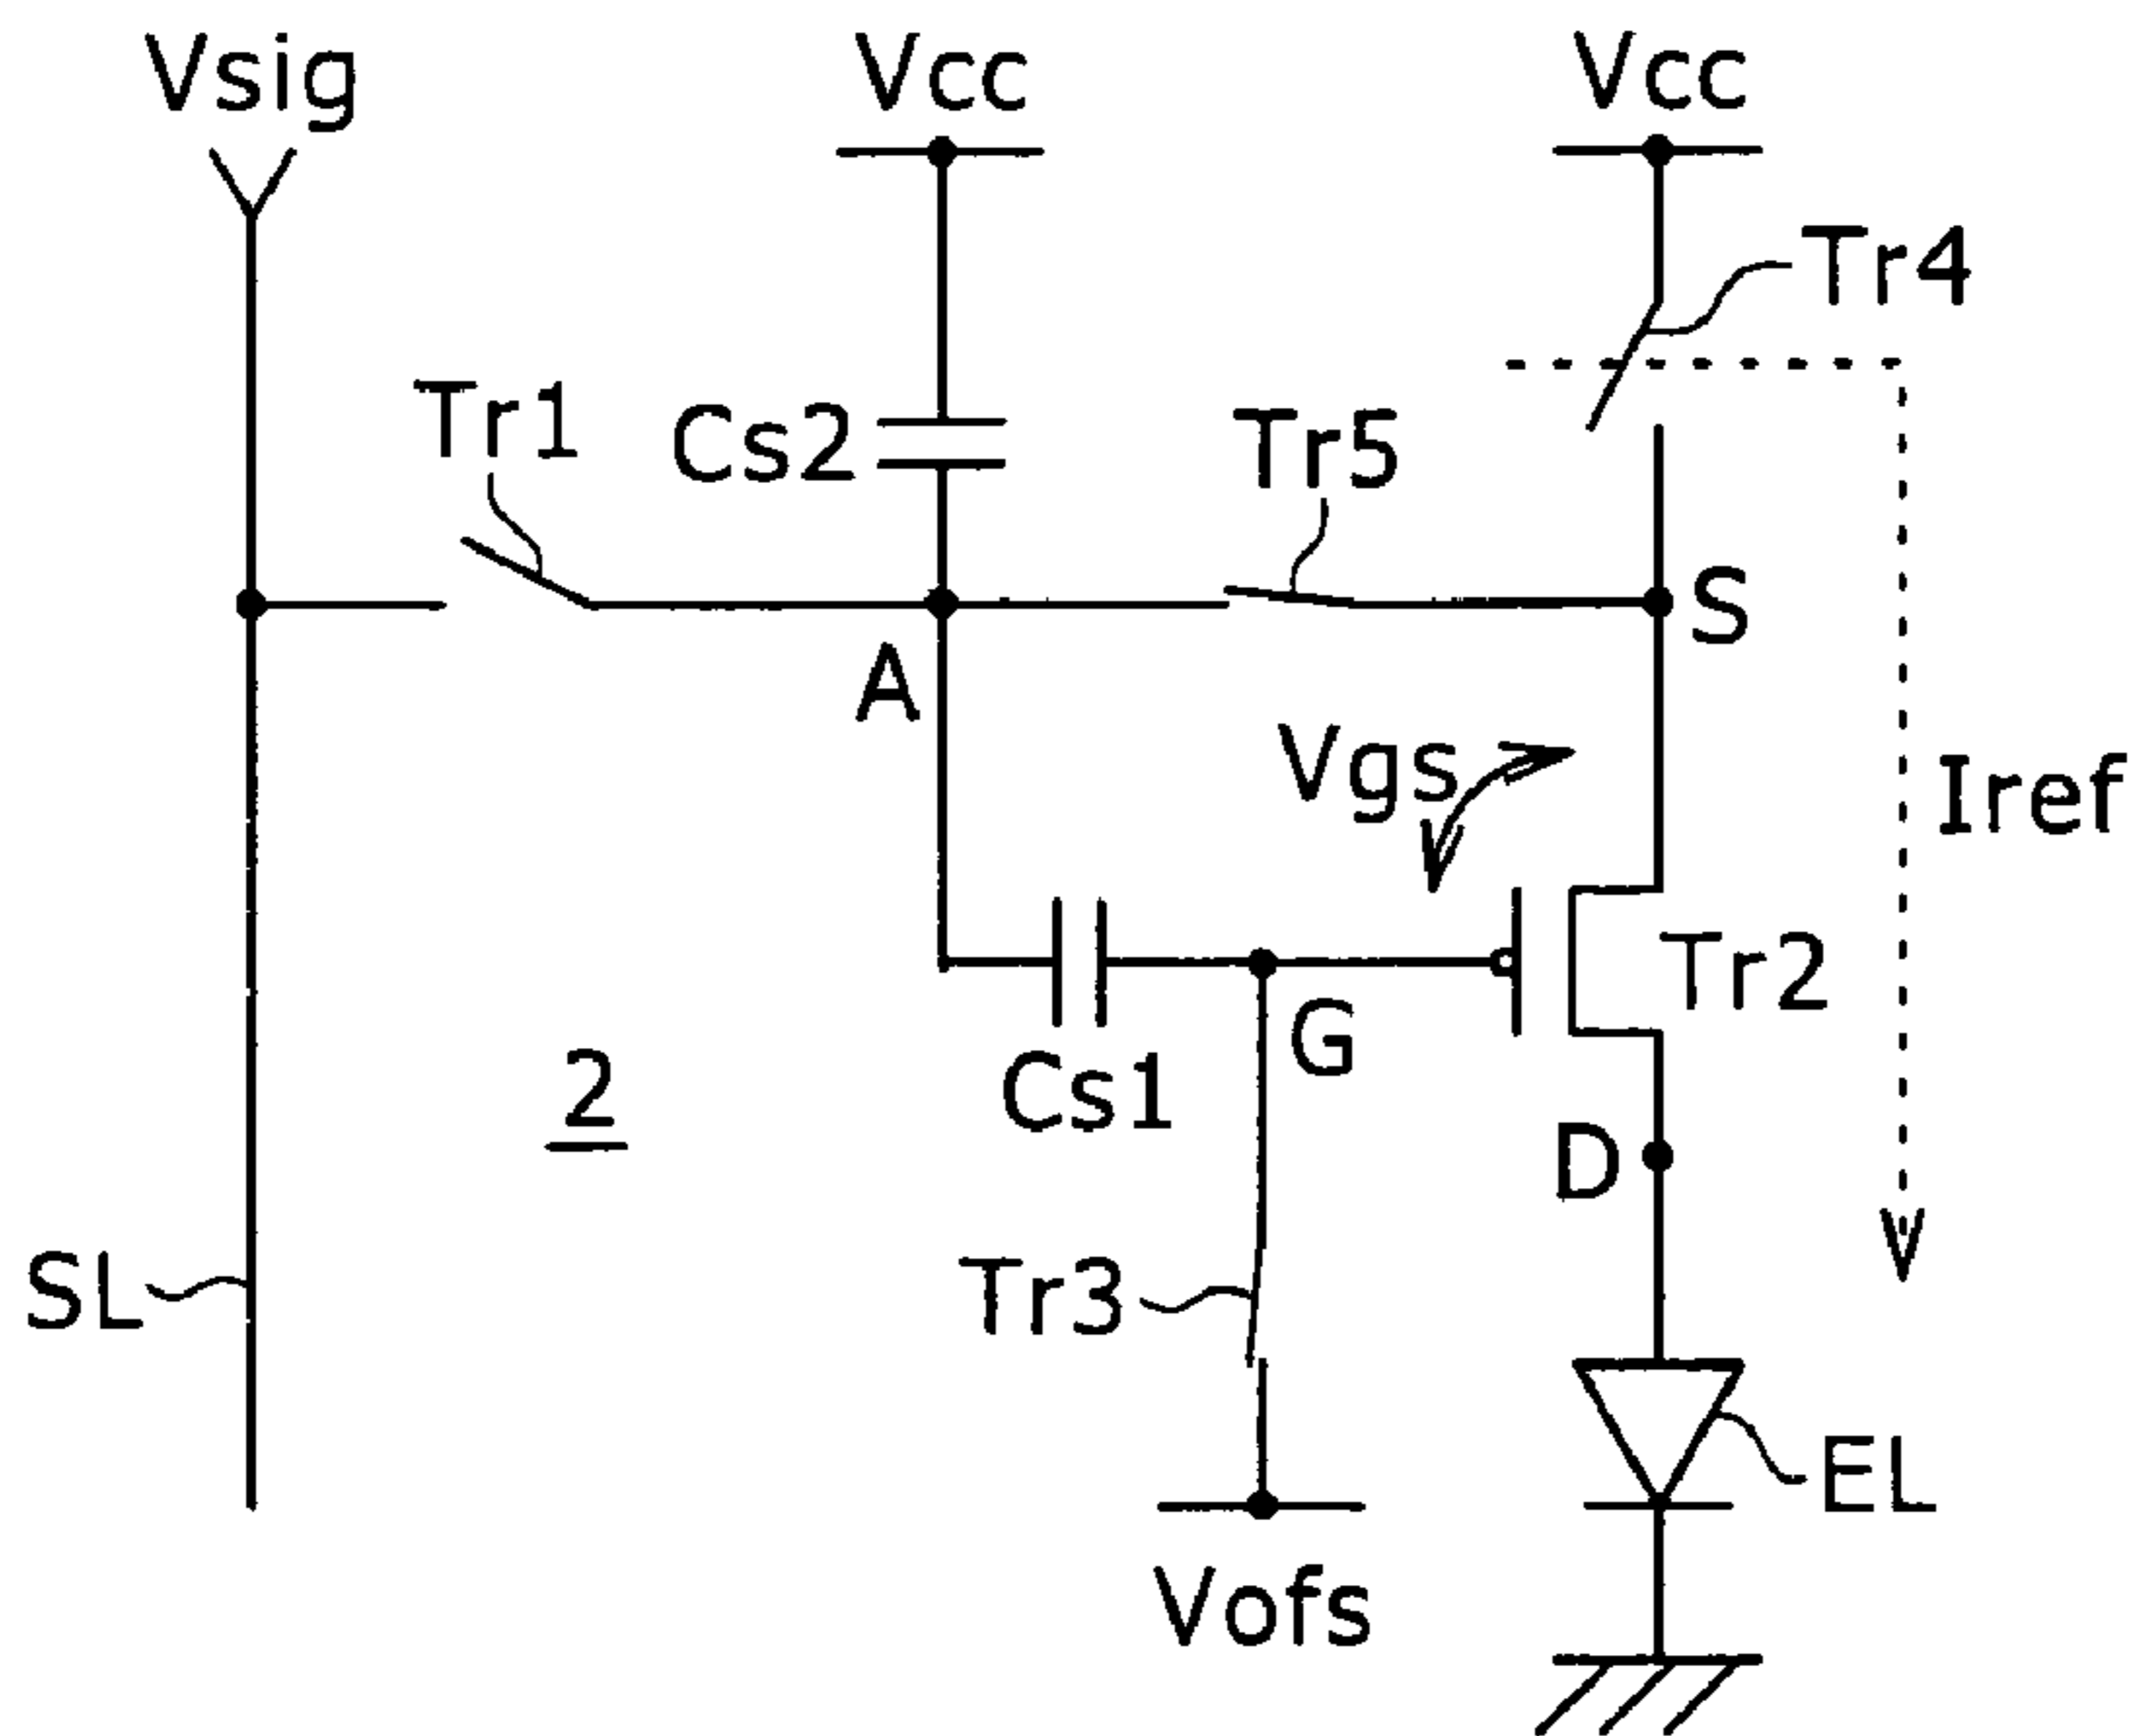 Vsig
Vcc
Vcc
Tr4
Tr1
Cs2
Tr5
S
A
Vgs
Iref
Tr2
G
Cs1
2
D
SL
Tr3
EL
Vofs